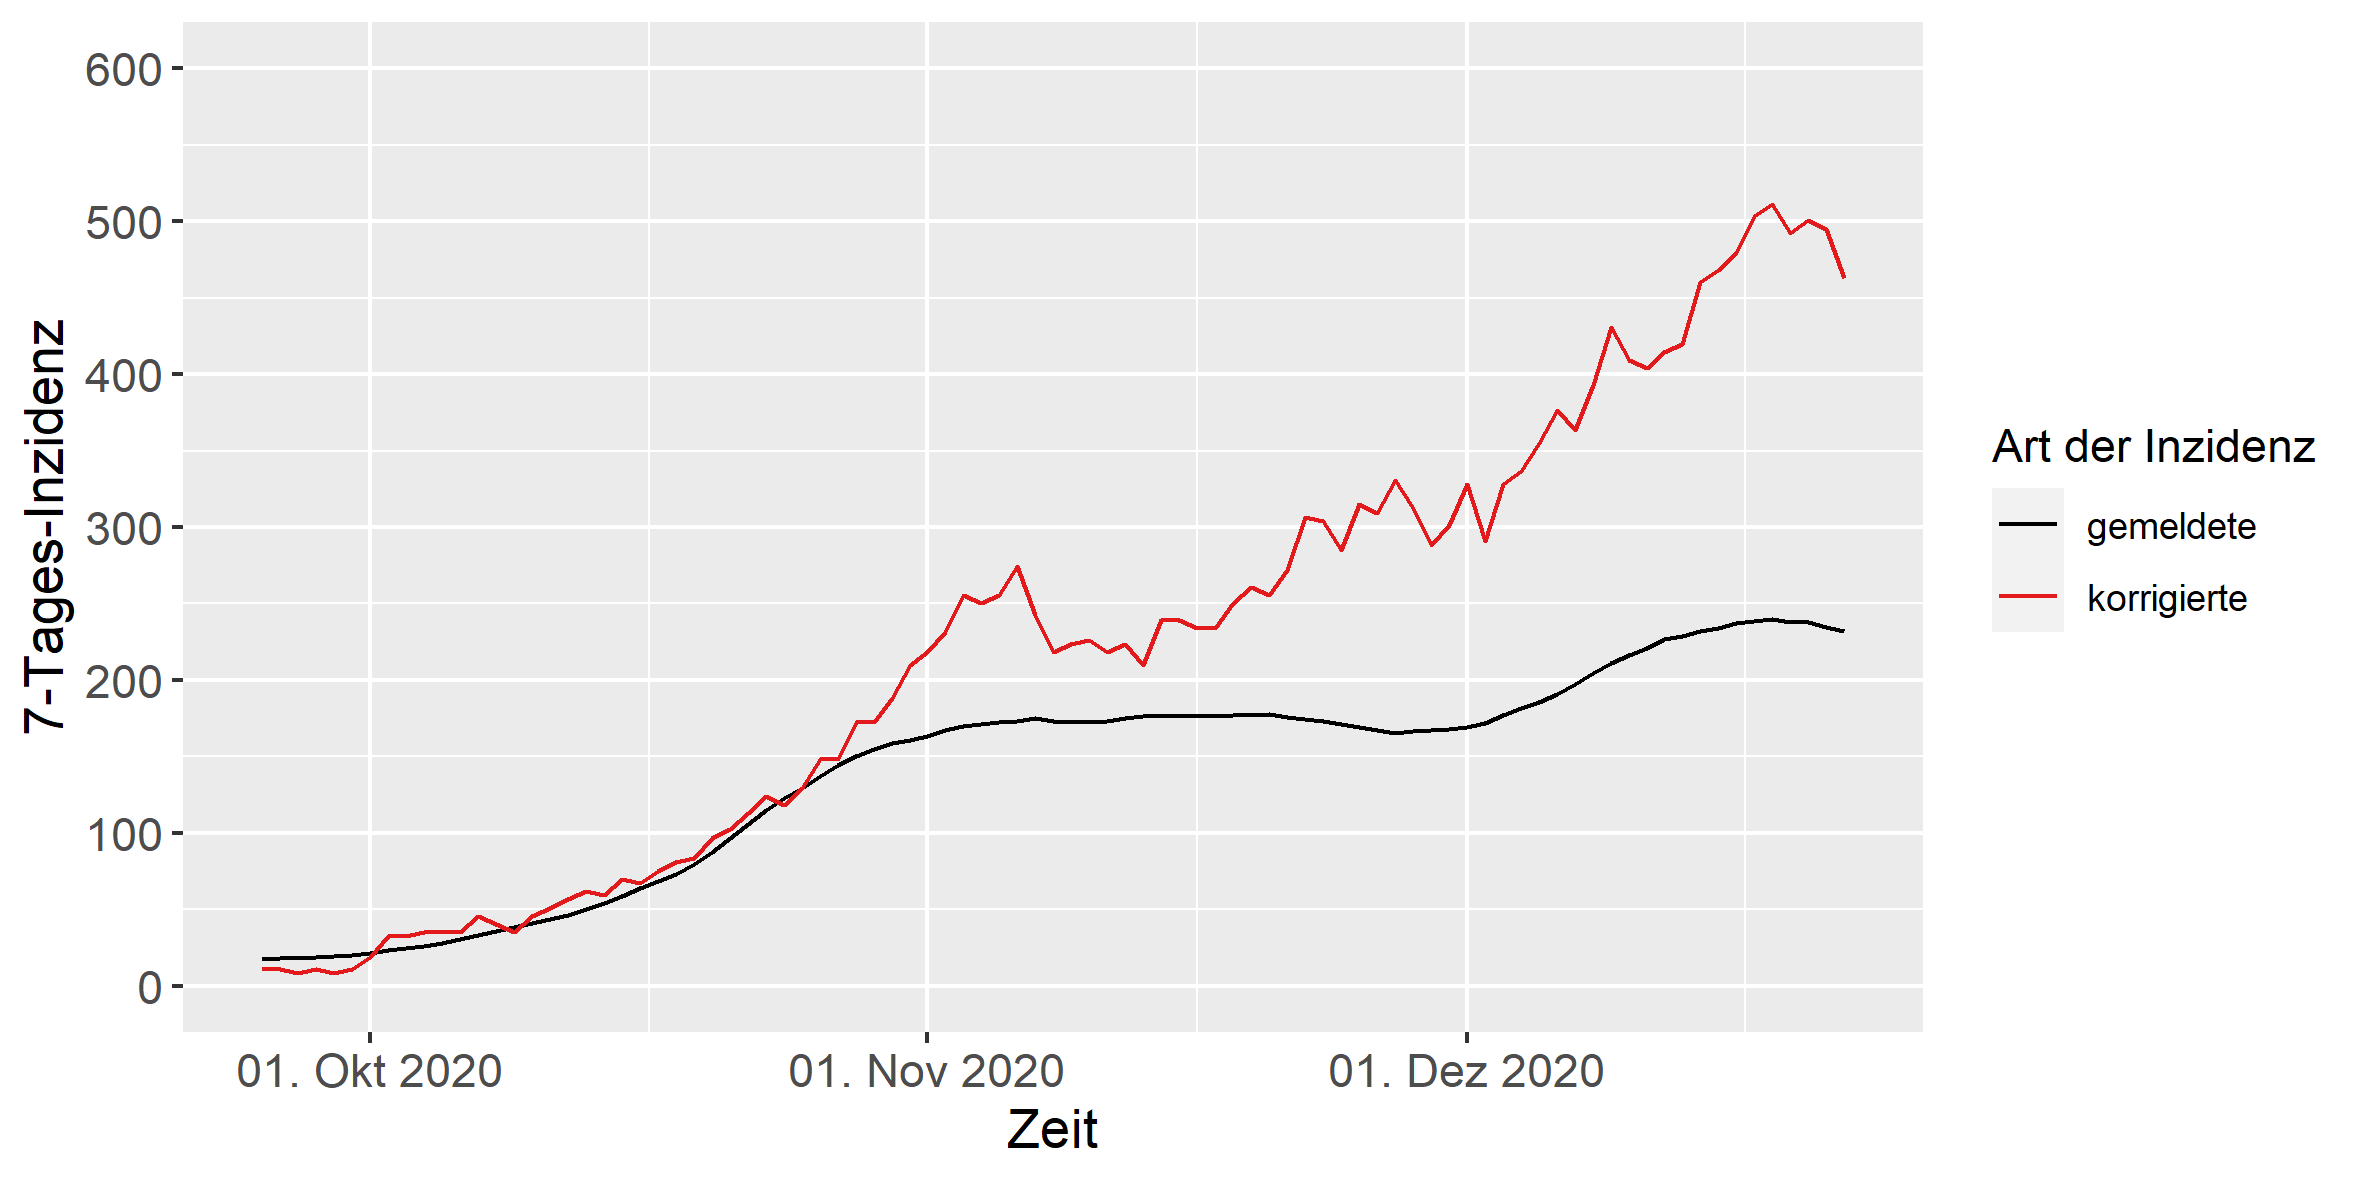 7-Tages-Inzidenz
600
500
400
300
200
100
0
01. Okt 2020
01. Nov 2020
01. Dez 2020
Zeit
Art der Inzidenz
gemeldete
korrigierte